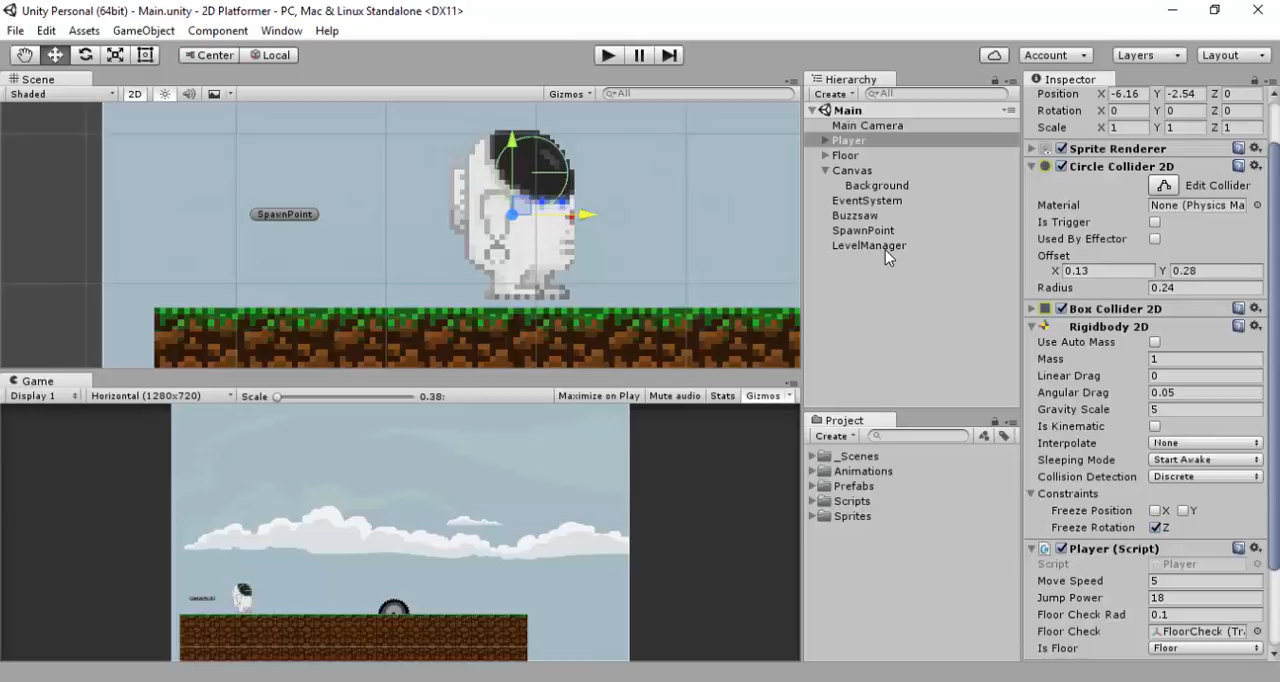 Unity Personal (64bit) - Main.unity - 2D Platformer - PC, Mac & Linux Standalone <DX11>
File Edit Assets GameObject Component Window Help
Center Local Account Layers Layout
Scene
Shaded 2D Gizmos All
SpawnPoint
Game
Display 1 Horizontal (1280x720) Scale 0.38: Maximize on Play Mute audio Stats Gizmos
Hierarchy
Create All
Main
Main Camera
Player
Floor
Canvas
Background
EventSystem
Buzzsaw
SpawnPoint
LevelManager
Project
Create
_Scenes
Animations
Prefabs
Scripts
Sprites
Inspector
Position X -6.16 Y -2.54 Z 0
Rotation X 0 Y 0 Z 0
Scale X 1 Y 1 Z 1
Sprite Renderer
Circle Collider 2D
Edit Collider
Material None (Physics Ma
Is Trigger
Used By Effector
Offset
X 0.13 Y 0.28
Radius 0.24
Box Collider 2D
Rigidbody 2D
Use Auto Mass
Mass 1
Linear Drag 0
Angular Drag 0.05
Gravity Scale 5
Is Kinematic
Interpolate None
Sleeping Mode Start Awake
Collision Detection Discrete
Constraints
Freeze Position X Y
Freeze Rotation Z
Player (Script)
Script Player
Move Speed 5
Jump Power 18
Floor Check Rad 0.1
Floor Check FloorCheck (Tr
Is Floor Floor